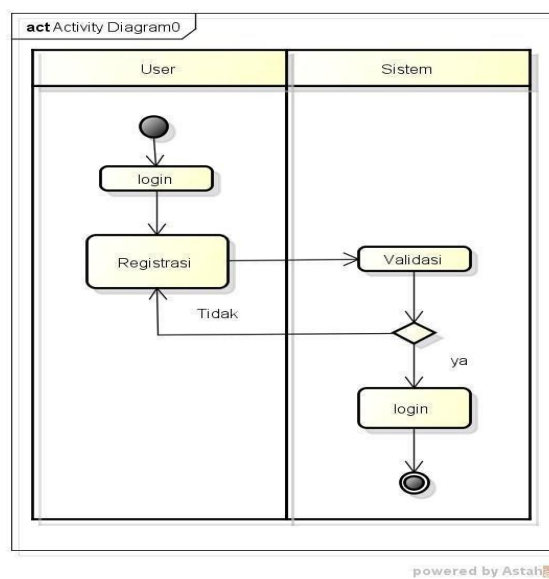 act Activity Diagram0
User
Sistem
login
Registrasi
Validasi
Tidak
ya
login
powered by Astah